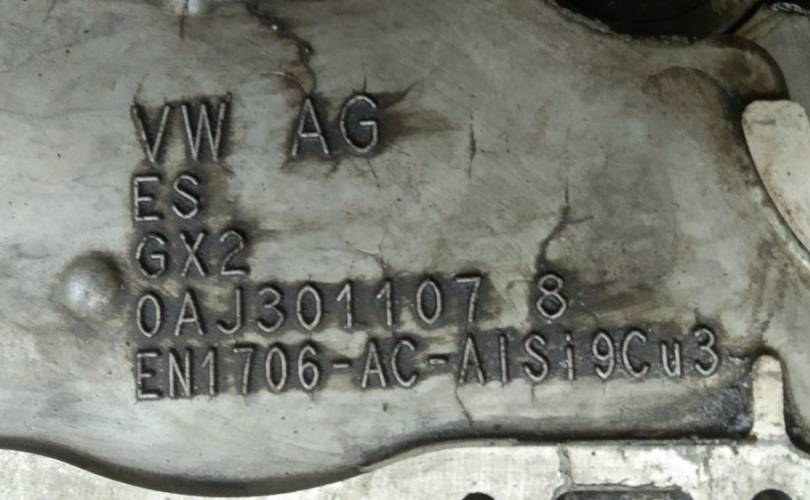 VW AG
ES
GX2
0AJ301107 8
EN1706-AC-AlSi9Cu3